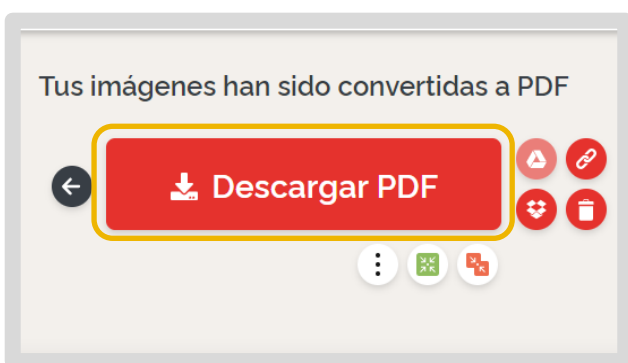 Tus imágenes han sido convertidas a PDF
Descargar PDF